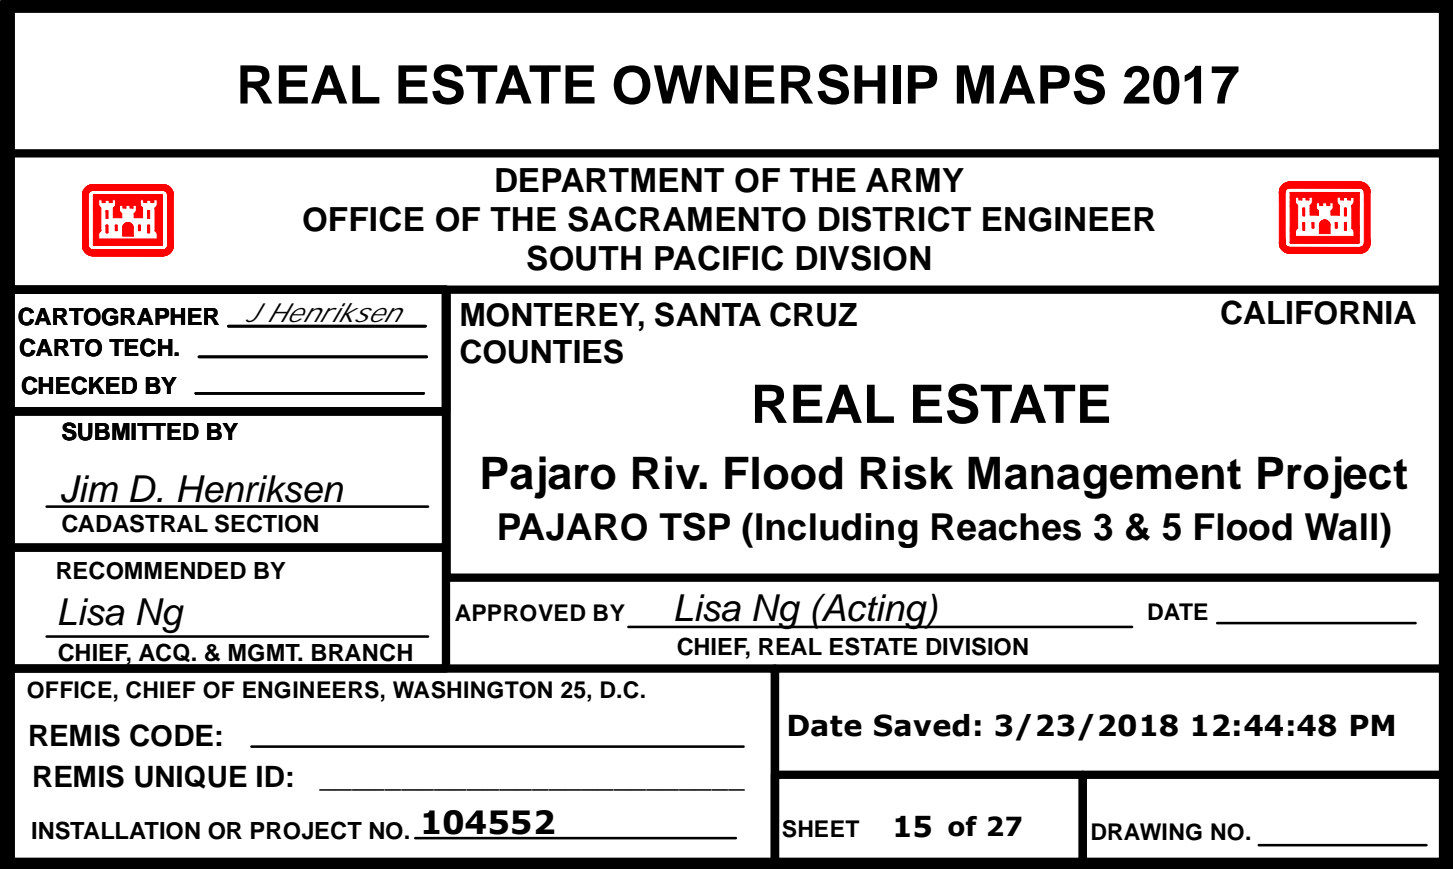 REAL ESTATE OWNERSHIP MAPS 2017
DEPARTMENT OF THE ARMY
OFFICE OF THE SACRAMENTO DISTRICT ENGINEER
SOUTH PACIFIC DIVSION
CARTOGRAPHER J Henriksen
CARTO TECH.
CHECKED BY
SUBMITTED BY
Jim D. Henriksen
CADASTRAL SECTION
RECOMMENDED BY
Lisa Ng
CHIEF, ACQ. & MGMT. BRANCH
MONTEREY, SANTA CRUZ CALIFORNIA
COUNTIES
REAL ESTATE
Pajaro Riv. Flood Risk Management Project
PAJARO TSP (Including Reaches 3 & 5 Flood Wall)
APPROVED BY Lisa Ng (Acting) DATE
CHIEF, REAL ESTATE DIVISION
OFFICE, CHIEF OF ENGINEERS, WASHINGTON 25, D.C.
REMIS CODE:
REMIS UNIQUE ID:
INSTALLATION OR PROJECT NO. 104552
Date Saved: 3/23/2018 12:44:48 PM
SHEET 15 of 27
DRAWING NO.